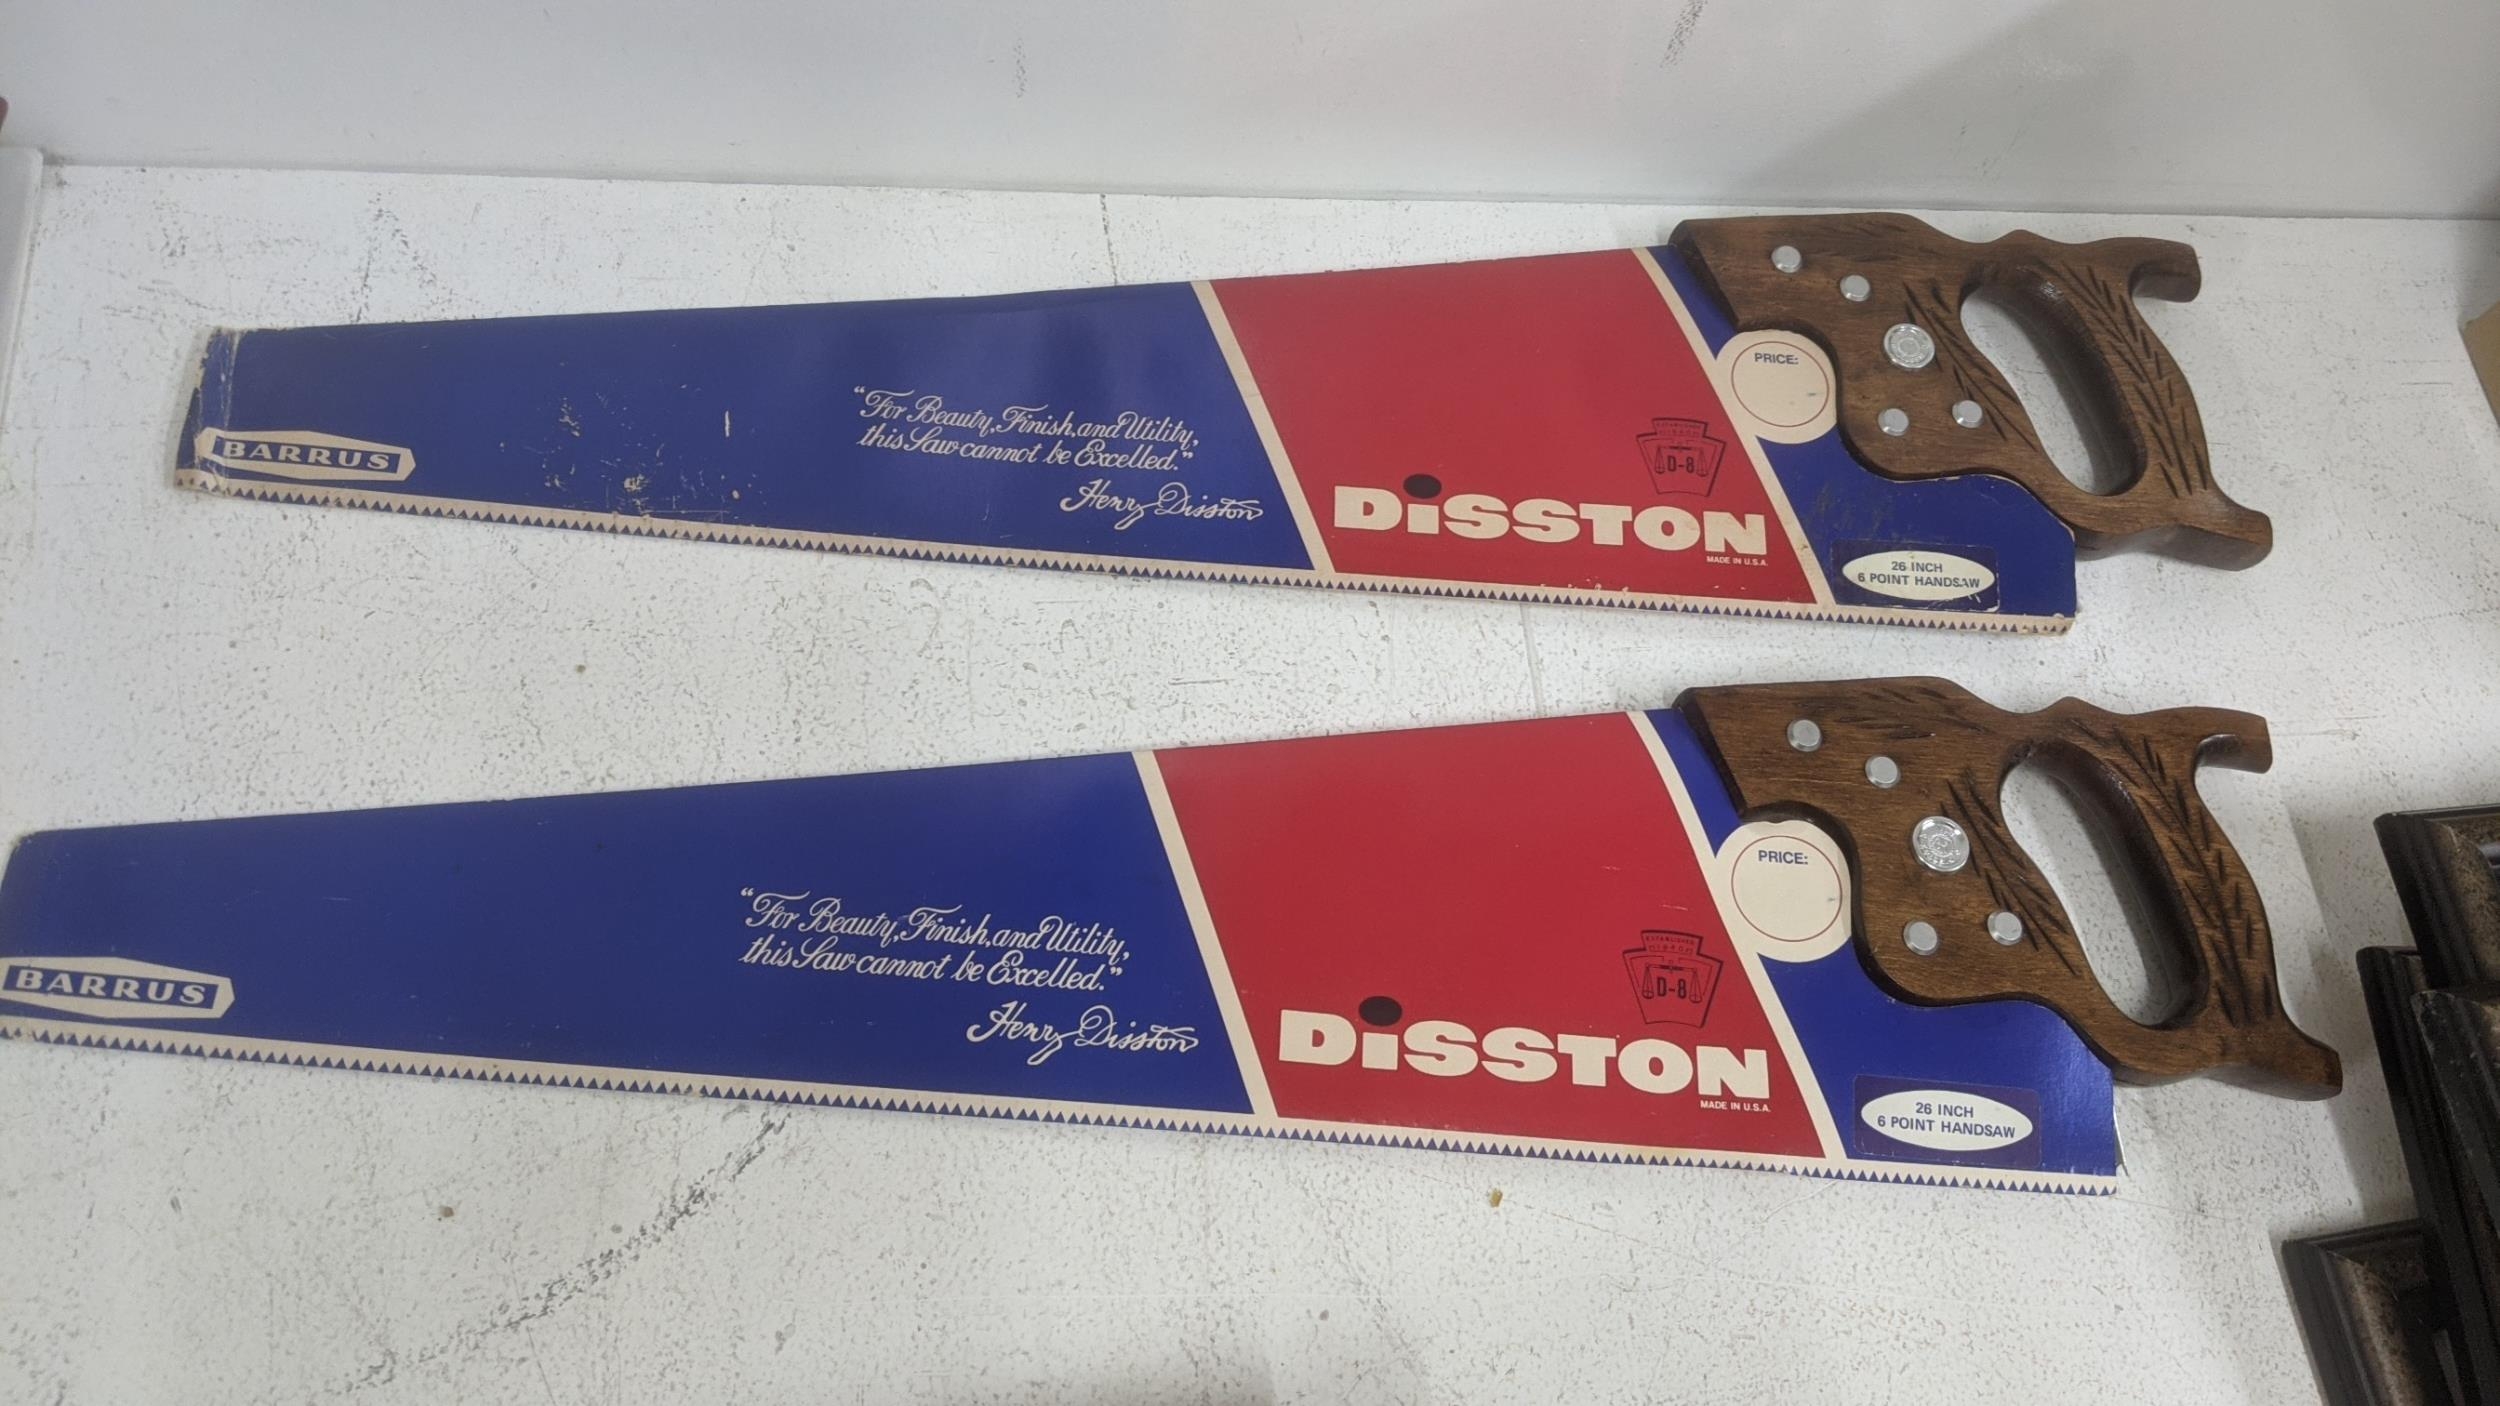 BARRUS
"For Beauty, Finish, and Utility,
this Saw cannot be Excelled."
Henry Disston
ESTABLISHED
D-8
DiSSTON
MADE IN U.S.A.
PRICE:
26 INCH
6 POINT HANDSAW
BARRUS
"For Beauty, Finish, and Utility,
this Saw cannot be Excelled."
Henry Disston
ESTABLISHED
D-8
DiSSTON
MADE IN U.S.A.
PRICE:
26 INCH
6 POINT HANDSAW